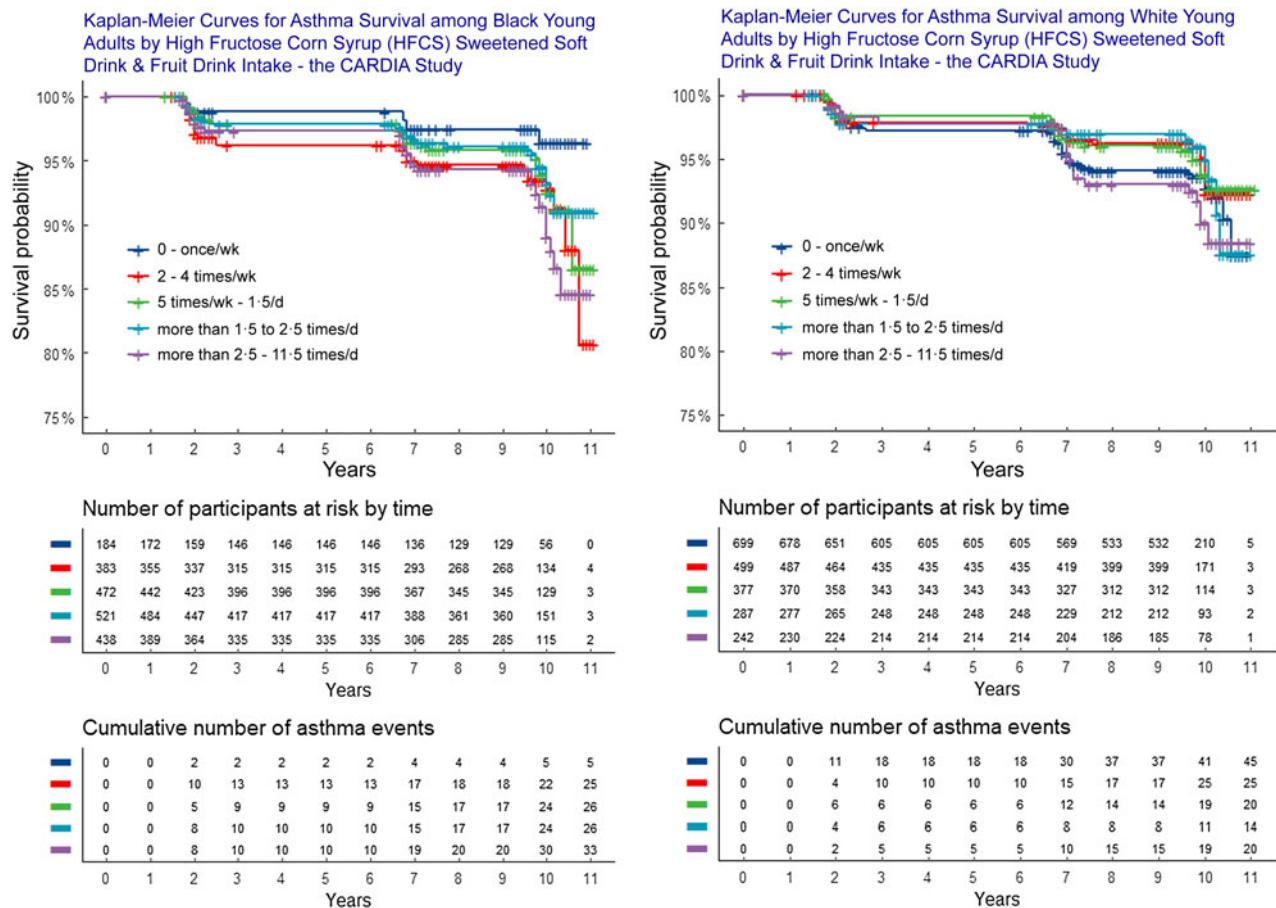 Kaplan-Meier Curves for Asthma Survival among Black Young
Adults by High Fructose Corn Syrup (HFCS) Sweetened Soft
Drink & Fruit Drink Intake - the CARDIA Study
100%
95%
90%
85%
80%
75%
Survival probability
0 - once/wk
2 - 4 times/wk
5 times/wk - 1·5/d
more than 1·5 to 2·5 times/d
more than 2·5 - 11·5 times/d
0 1 2 3 4 5 6 7 8 9 10 11
Years
Number of participants at risk by time
184 172 159 146 146 146 146 136 129 129 56 0
383 355 337 315 315 315 315 293 268 268 134 4
472 442 423 396 396 396 396 367 345 345 129 3
521 484 447 417 417 417 417 388 361 360 151 3
438 389 364 335 335 335 335 306 285 285 115 2
0 1 2 3 4 5 6 7 8 9 10 11
Years
Cumulative number of asthma events
0 0 2 2 2 2 2 4 4 4 5 5
0 0 10 13 13 13 13 17 18 18 22 25
0 0 5 9 9 9 9 15 17 17 24 26
0 0 8 10 10 10 10 15 17 17 24 26
0 0 8 10 10 10 10 19 20 20 30 33
0 1 2 3 4 5 6 7 8 9 10 11
Years
Kaplan-Meier Curves for Asthma Survival among White Young
Adults by High Fructose Corn Syrup (HFCS) Sweetened Soft
Drink & Fruit Drink Intake - the CARDIA Study
100%
95%
90%
85%
80%
75%
Survival probability
0 - once/wk
2 - 4 times/wk
5 times/wk - 1·5/d
more than 1·5 to 2·5 times/d
more than 2·5 - 11·5 times/d
0 1 2 3 4 5 6 7 8 9 10 11
Years
Number of participants at risk by time
699 678 651 605 605 605 605 569 533 532 210 5
499 487 464 435 435 435 435 419 399 399 171 3
377 370 358 343 343 343 343 327 312 312 114 3
287 277 265 248 248 248 248 229 212 212 93 2
242 230 224 214 214 214 214 204 186 185 78 1
0 1 2 3 4 5 6 7 8 9 10 11
Years
Cumulative number of asthma events
0 0 11 18 18 18 18 30 37 37 41 45
0 0 4 10 10 10 10 15 17 17 25 25
0 0 6 6 6 6 6 12 14 14 19 20
0 0 4 6 6 6 6 8 8 8 11 14
0 0 2 5 5 5 5 10 15 15 19 20
0 1 2 3 4 5 6 7 8 9 10 11
Years